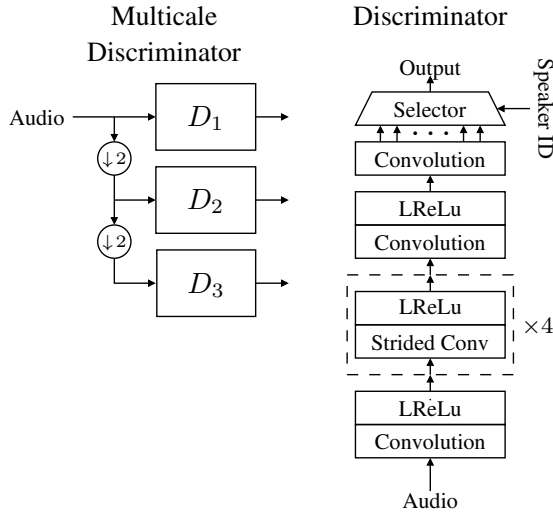 Multicale
Discriminator
Audio
D1
↓2
D2
↓2
D3
Discriminator
Output
Selector
Speaker ID
Convolution
LReLu
Convolution
LReLu
Strided Conv
×4
LReLu
Convolution
Audio